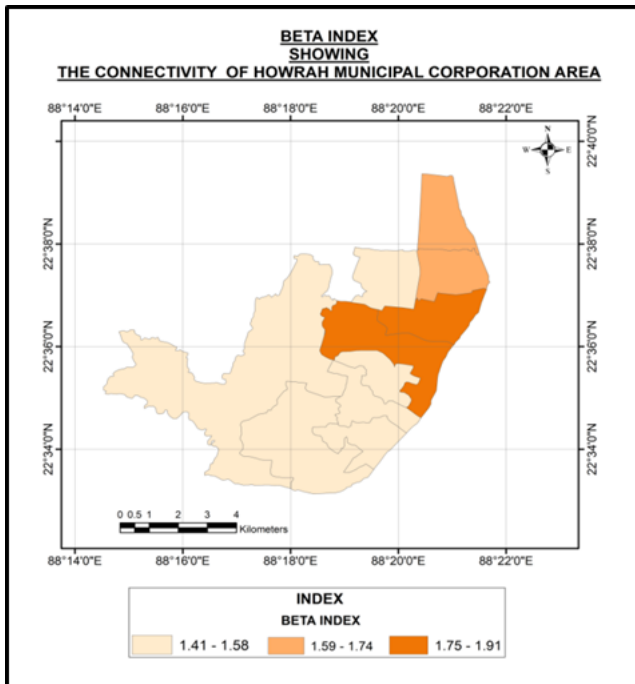 BETA INDEX
SHOWING
THE CONNECTIVITY OF HOWRAH MUNICIPAL CORPORATION AREA
88°14'0"E 88°16'0"E 88°18'0"E 88°20'0"E 88°22'0"E
22°40'0"N 22°40'0"N
N
W E
S
22°38'0"N 22°38'0"N
22°36'0"N 22°36'0"N
22°34'0"N 22°34'0"N
0 0.5 1 2 3 4
Kilometers
88°14'0"E 88°16'0"E 88°18'0"E 88°20'0"E 88°22'0"E
INDEX
BETA INDEX
1.41 - 1.58 1.59 - 1.74 1.75 - 1.91